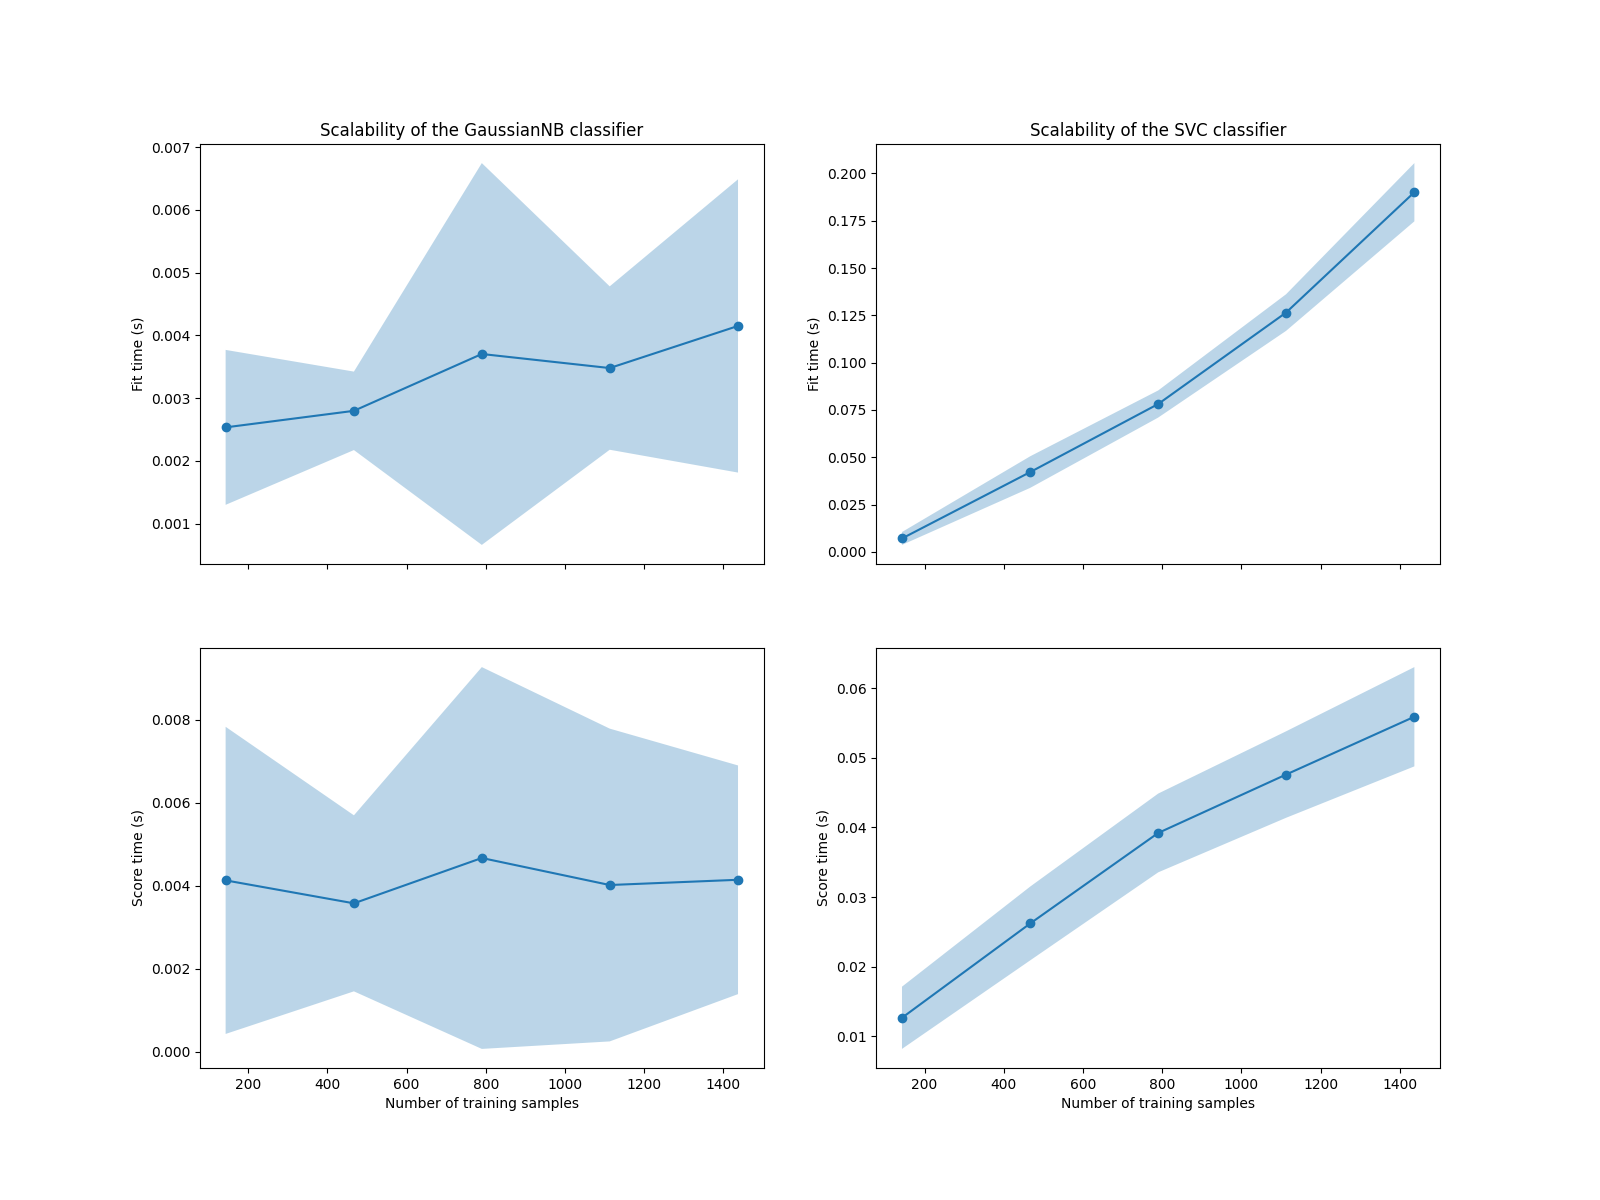 Scalability of the GaussianNB classifier
0.007
0.006
0.005
0.004
0.003
0.002
0.001
Fit time (s)
Scalability of the SVC classifier
0.200
0.175
0.150
0.125
0.100
0.075
0.050
0.025
0.000
Fit time (s)
0.008
0.006
0.004
0.002
0.000
Score time (s)
200 400 600 800 1000 1200 1400
Number of training samples
0.06
0.05
0.04
0.03
0.02
0.01
Score time (s)
200 400 600 800 1000 1200 1400
Number of training samples